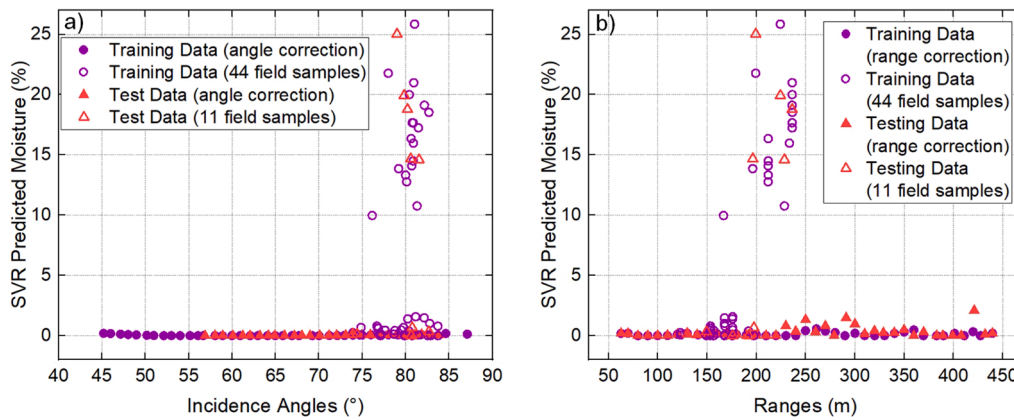 a)
25
20
15
10
5
0
SVR Predicted Moisture (%)
Training Data (angle correction)
Training Data (44 field samples)
Test Data (angle correction)
Test Data (11 field samples)
40 45 50 55 60 65 70 75 80 85 90
Incidence Angles (°)
b)
25
20
15
10
5
0
SVR Predicted Moisture (%)
Training Data
(range correction)
Training Data
(44 field samples)
Testing Data
(range correction)
Testing Data
(11 field samples)
50 100 150 200 250 300 350 400 450
Ranges (m)